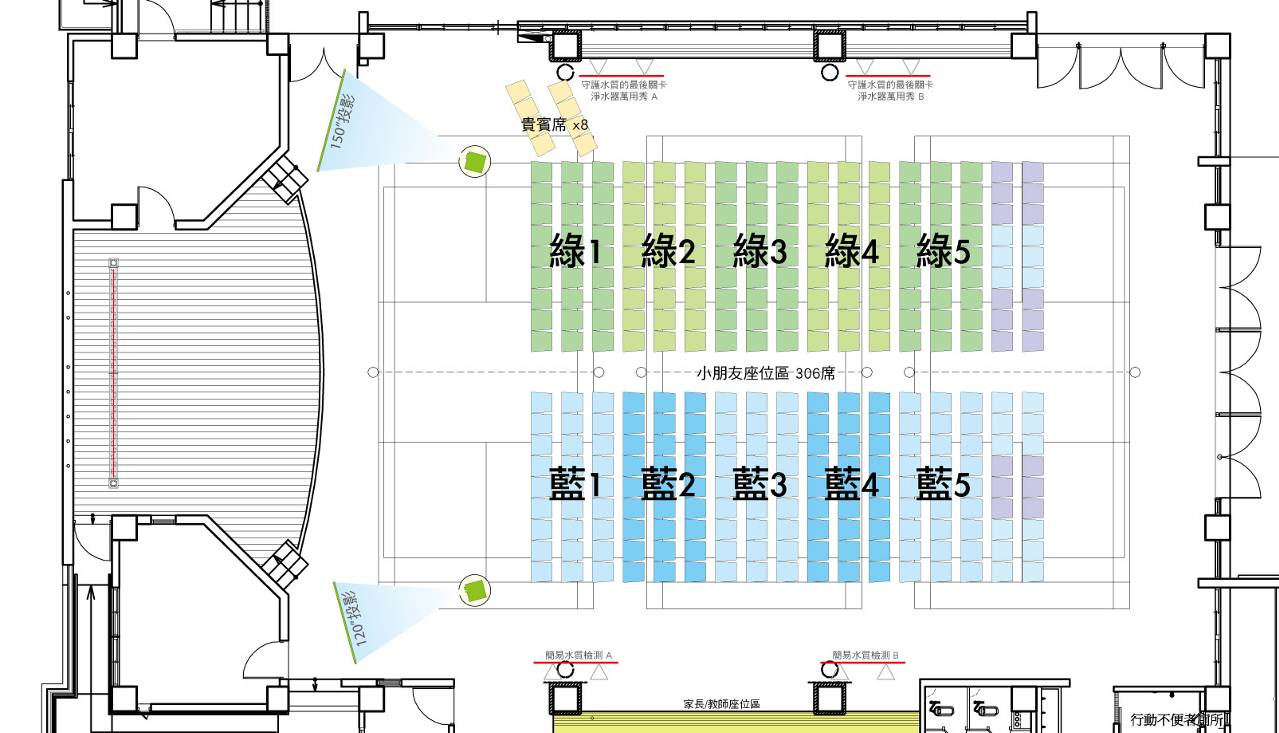 守護水質的最後關卡
淨水器萬用秀 A
守護水質的最後關卡
淨水器萬用秀 B
150"投影
貴賓席 x8
綠1
綠2
綠3
綠4
綠5
小朋友座位區 306席
藍1
藍2
藍3
藍4
藍5
120"投影
簡易水質檢測 A
簡易水質檢測 B
家長/教師座位區
行動不便者廁所